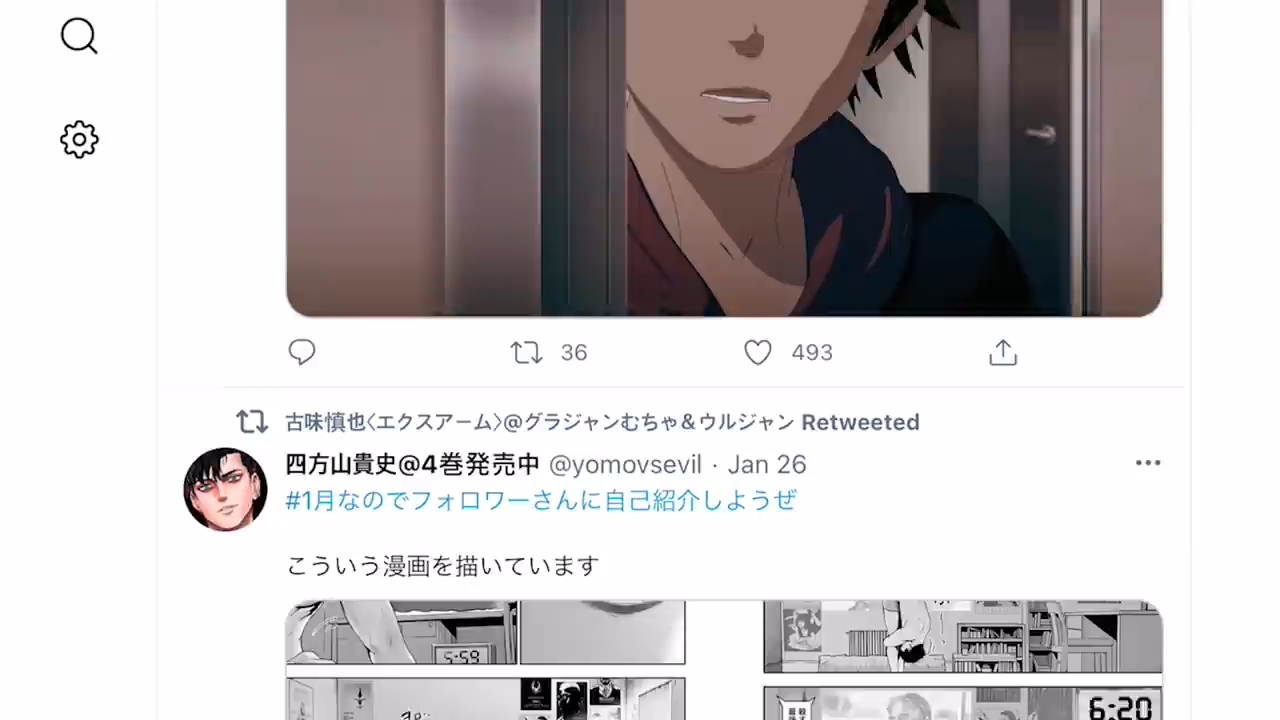 36
493
古味慎也〈エクスアーム〉@グラジャンむちゃ＆ウルジャン Retweeted
四方山貴史@4巻発売中 @yomovsevil · Jan 26
#1月なのでフォロワーさんに自己紹介しようぜ
こういう漫画を描いています
5:59
6:20